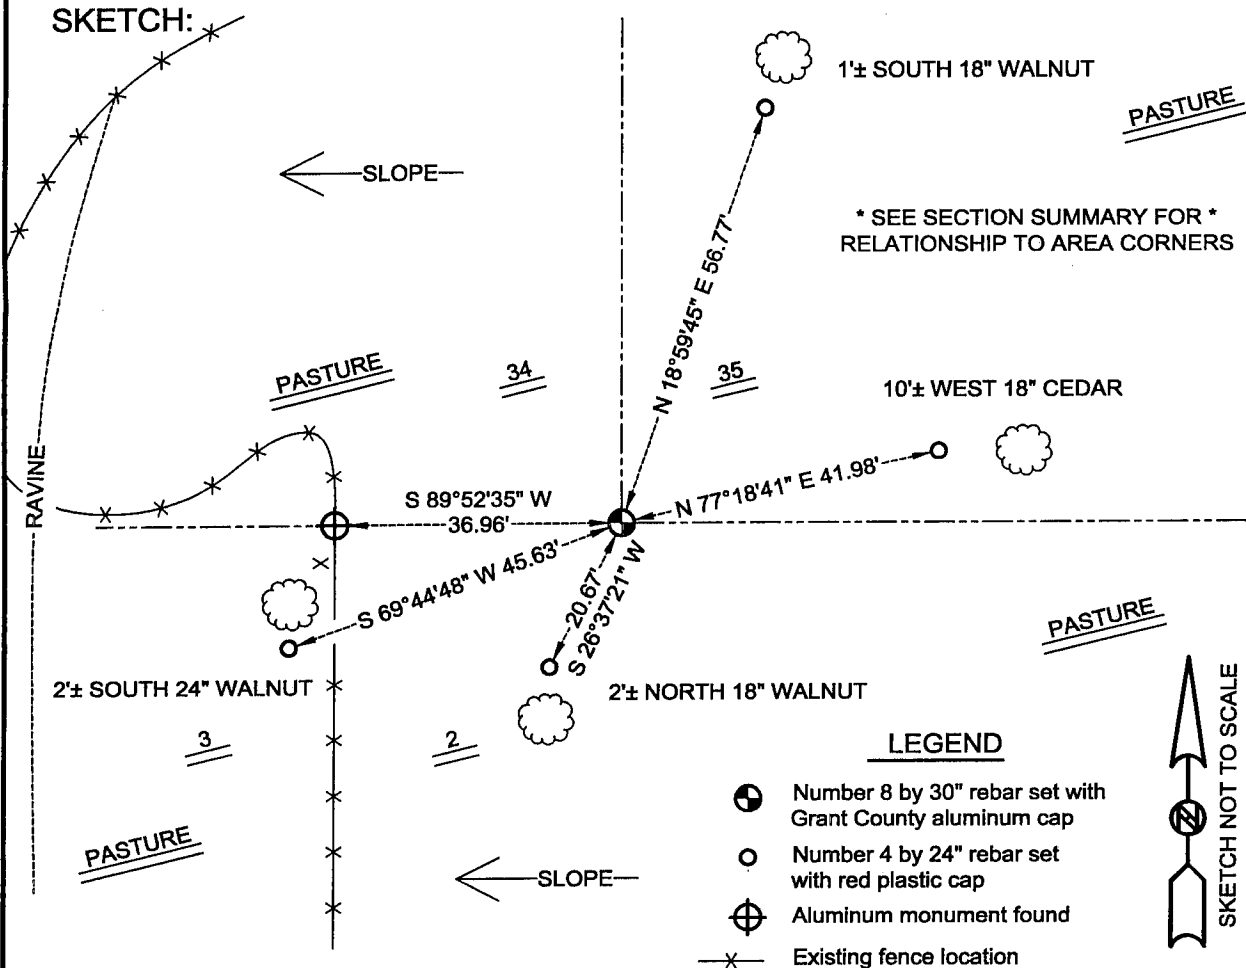 SKETCH:
1'± SOUTH 18" WALNUT
PASTURE
SLOPE
* SEE SECTION SUMMARY FOR *
RELATIONSHIP TO AREA CORNERS
N 18°59'45" E 56.77'
PASTURE
34
35
10'± WEST 18" CEDAR
RAVINE
S 89°52'35" W
36.96'
N 77°18'41" E 41.98'
S 69°44'48" W 45.63'
20.67'
S 26°37'21" W
PASTURE
2'± SOUTH 24" WALNUT
2'± NORTH 18" WALNUT
3
2
LEGEND
Number 8 by 30" rebar set with
Grant County aluminum cap
Number 4 by 24" rebar set
with red plastic cap
Aluminum monument found
Existing fence location
PASTURE
SLOPE
N
SKETCH NOT TO SCALE